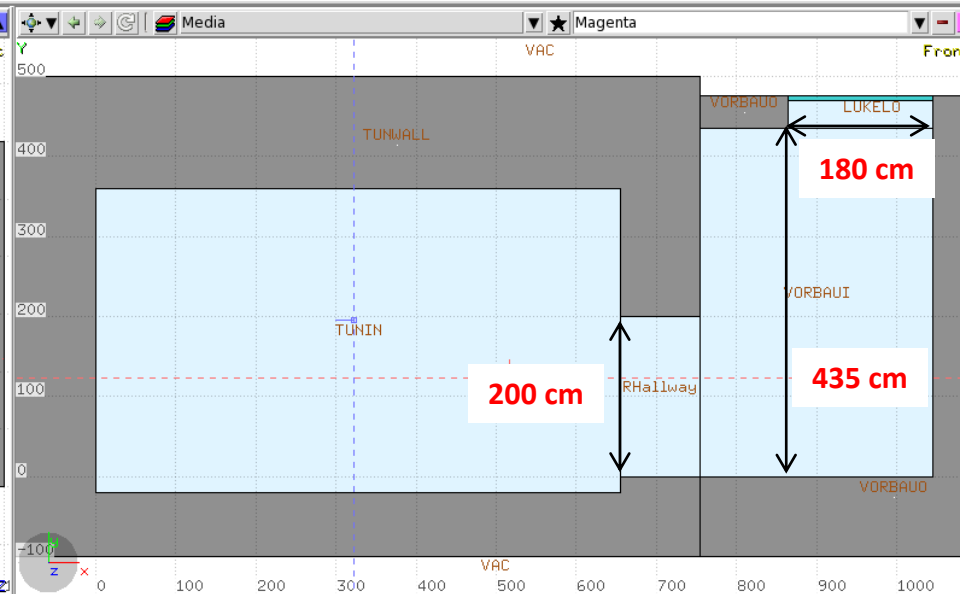 Media
Magenta
Y
VAC
Fron
500
VORBAUO
LUKELO
TUNWALL
400
180 cm
300
VORBAUI
200
TUNIN
435 cm
200 cm
RHallway
100
0
VORBAUO
-100
VAC
z
x
0 100 200 300 400 500 600 700 800 900 1000